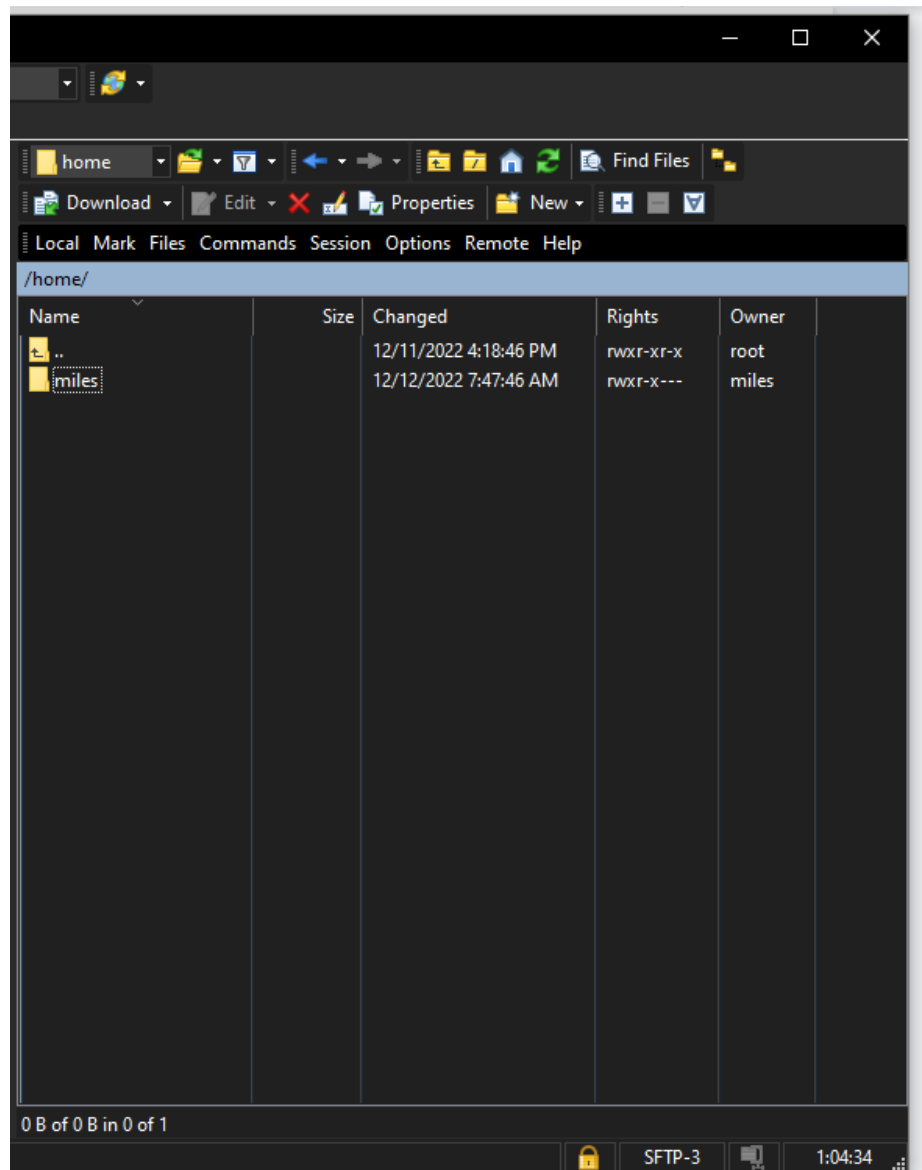 home Find Files
Download Edit Properties New
Local Mark Files Commands Session Options Remote Help
/home/
Name Size Changed Rights Owner
.. 12/11/2022 4:18:46 PM rwxr-xr-x root
miles 12/12/2022 7:47:46 AM rwxr-x--- miles
0 B of 0 B in 0 of 1
SFTP-3 1:04:34